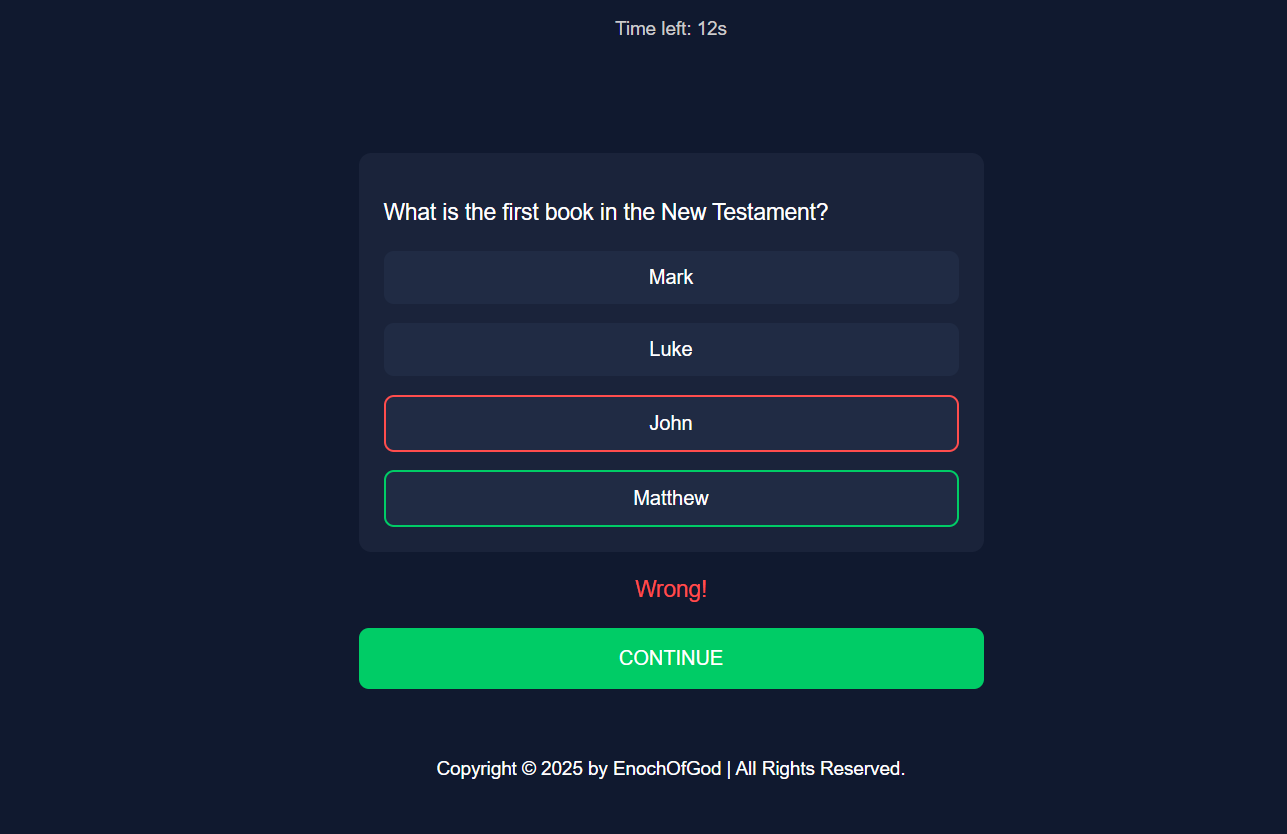 Time left: 12s
What is the first book in the New Testament?
Mark
Luke
John
Matthew
Wrong!
CONTINUE
Copyright © 2025 by EnochOfGod | All Rights Reserved.